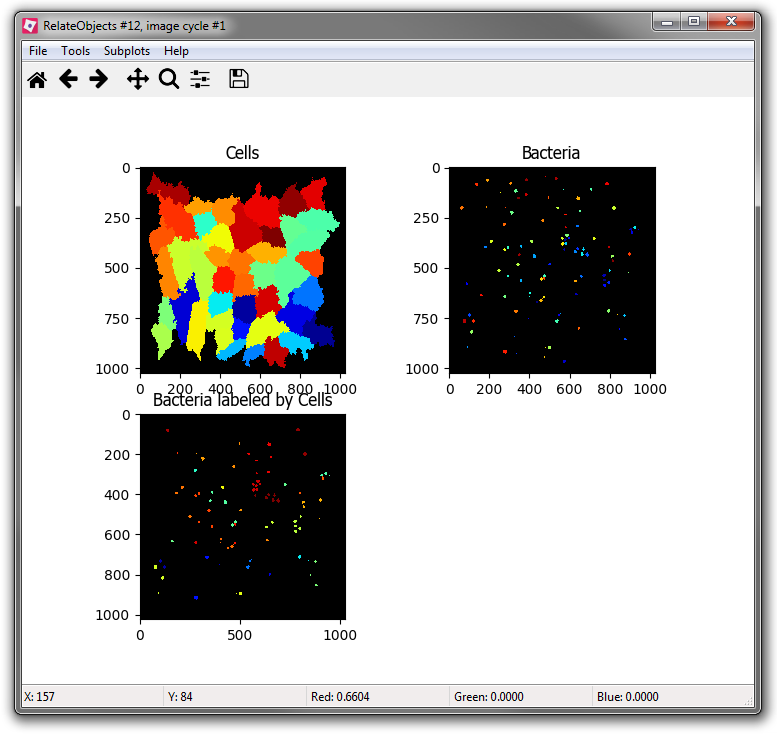 RelateObjects #12, image cycle #1
File Tools Subplots Help
Cells
0
250
500
750
1000
0 200 400 600 800 1000
Bacteria
0
250
500
750
1000
0 200 400 600 800 1000
Bacteria labeled by Cells
0
200
400
600
800
1000
0 500 1000
X: 157 Y: 84 Red: 0.6604 Green: 0.0000 Blue: 0.0000